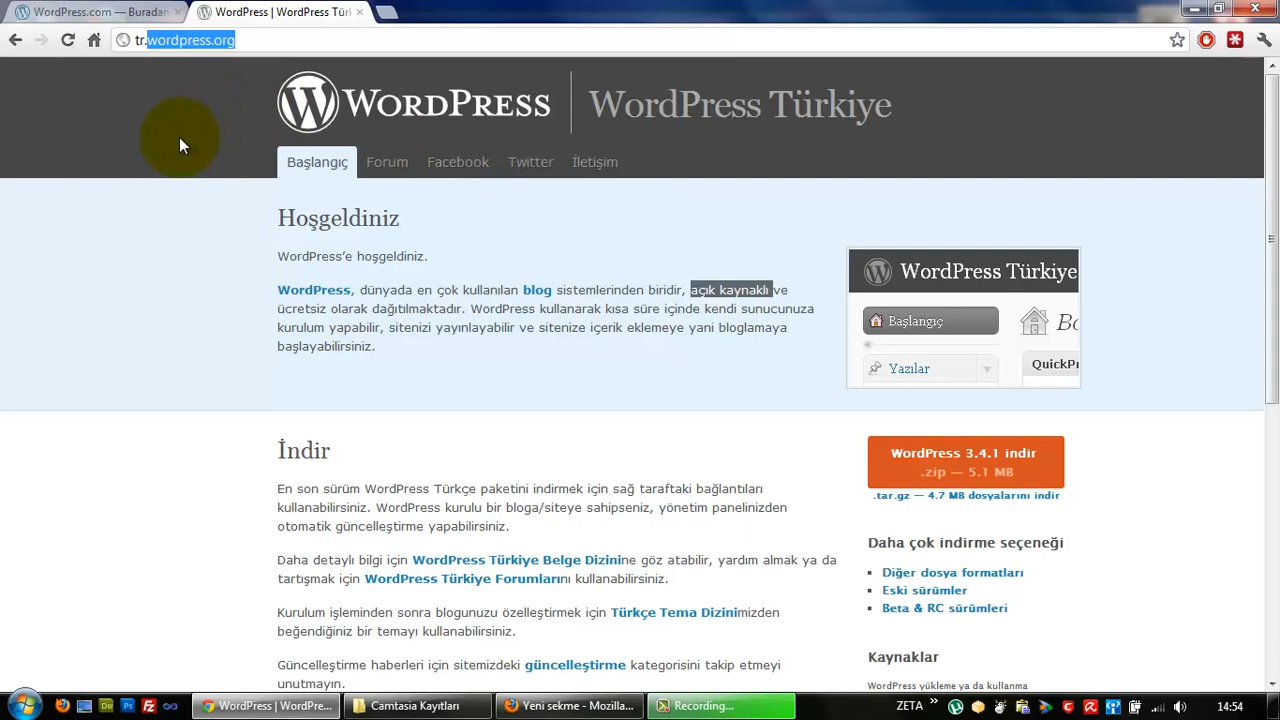 WordPress.com — Buradan
WordPress | WordPress Türk
tr.wordpress.org
WORDPRESS
WordPress Türkiye
Başlangıç Forum Facebook Twitter İletişim
Hoşgeldiniz
WordPress'e hoşgeldiniz.
WordPress, dünyada en çok kullanılan blog sistemlerinden biridir, açık kaynaklı ve
ücretsiz olarak dağıtılmaktadır. WordPress kullanarak kısa süre içinde kendi sunucunuza
kurulum yapabilir, sitenizi yayınlayabilir ve sitenize içerik eklemeye yani bloglamaya
başlayabilirsiniz.
WordPress Türkiye
Başlangıç
Yazılar
QuickPr
İndir
En son sürüm WordPress Türkçe paketini indirmek için sağ taraftaki bağlantıları
kullanabilirsiniz. WordPress kurulu bir bloga/siteye sahipseniz, yönetim panelinizden
otomatik güncelleştirme yapabilirsiniz.
Daha detaylı bilgi için WordPress Türkiye Belge Dizinine göz atabilir, yardım almak ya da
tartışmak için WordPress Türkiye Forumlarını kullanabilirsiniz.
Kurulum işleminden sonra blogunuzu özelleştirmek için Türkçe Tema Dizinimizden
beğendiğiniz bir temayı kullanabilirsiniz.
Güncelleştirme haberleri için sitemizdeki güncelleştirme kategorisini takip etmeyi
unutmayın.
WordPress 3.4.1 indir
.zip — 5.1 MB
.tar.gz — 4.7 MB dosyalarını indir
Daha çok indirme seçeneği
Diğer dosya formatları
Eski sürümler
Beta & RC sürümleri
Kaynaklar
WordPress yükleme ya da kullanma
WordPress | WordPre...
Camtasia Kayıtları
Yeni sekme - Mozilla...
Recording...
ZETA
14:54